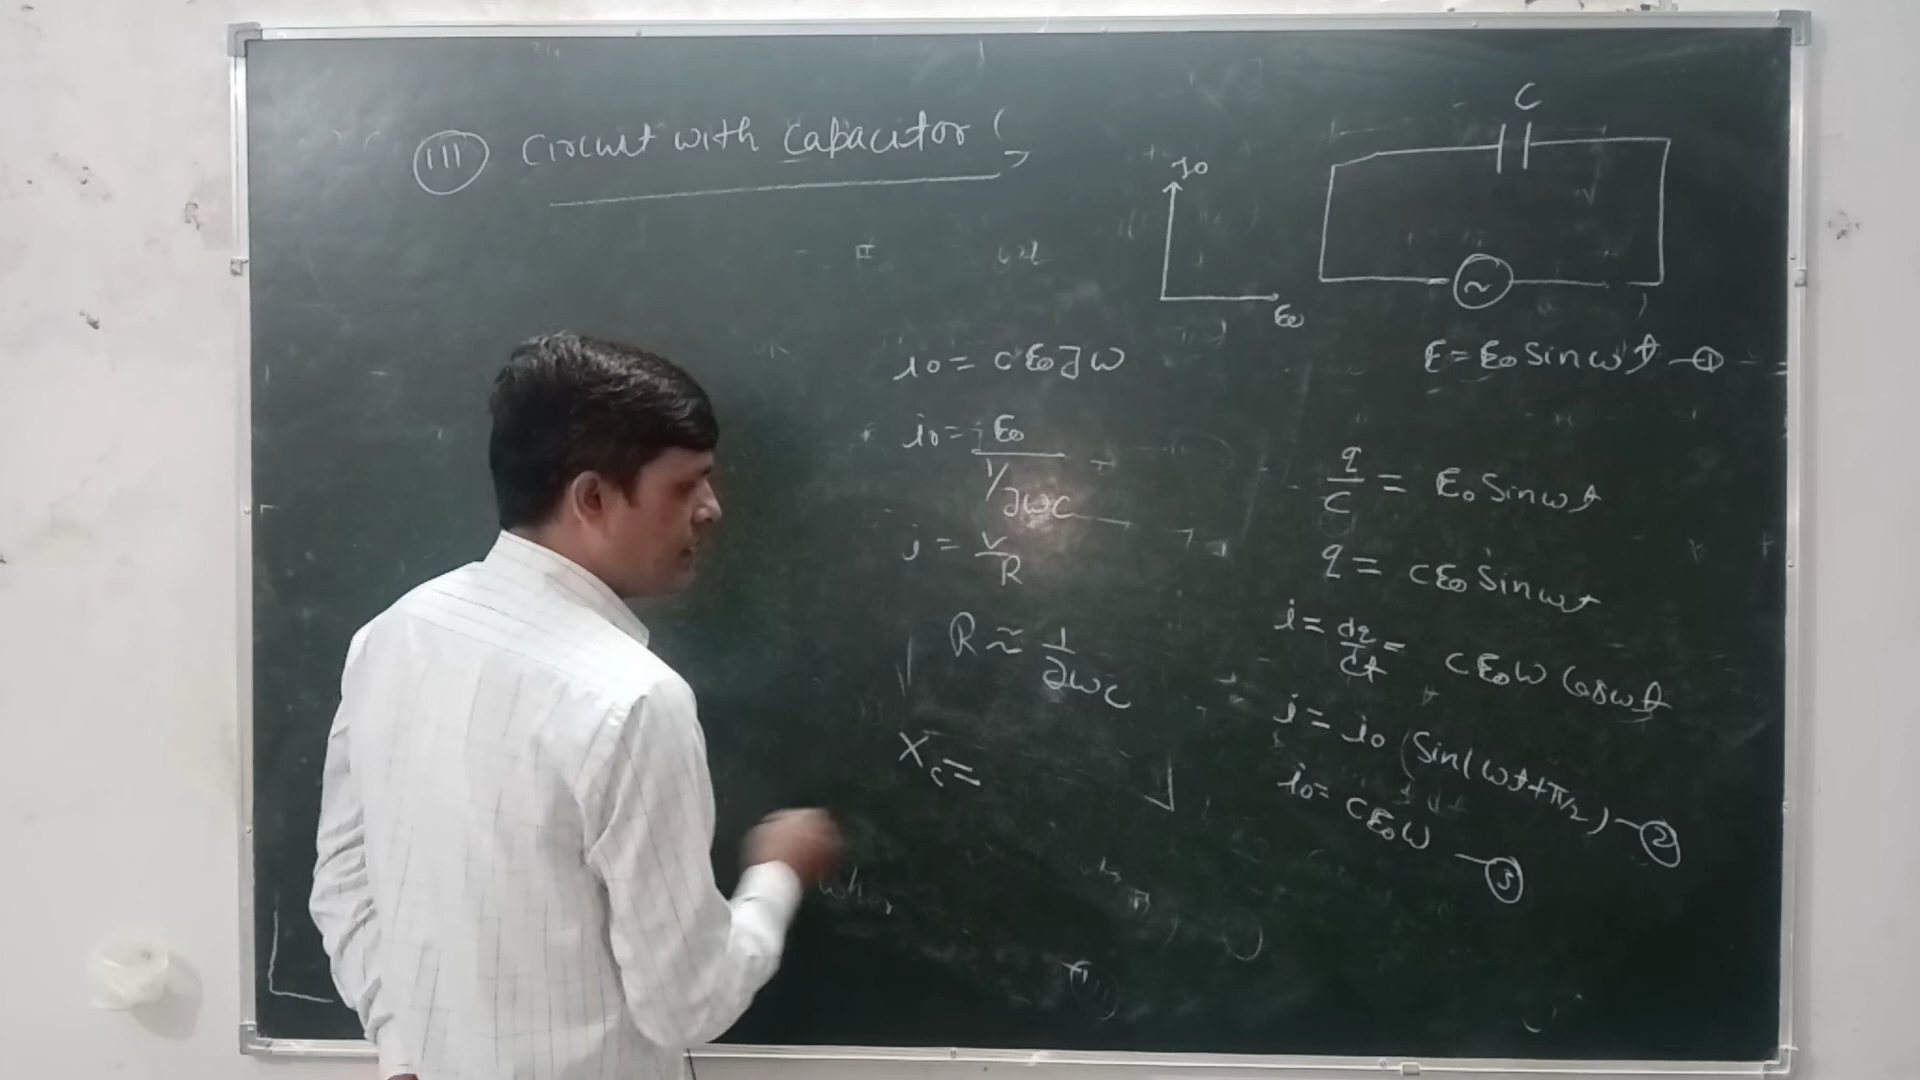 (III) Circuit with Capacitor :
C
I0
E0
~
E = E0 Sin ωt —(1)
q/C = E0 Sin ωt
q = CE0 Sin ωt
i = dq/dt = CE0ω Cos ωt
i = i0 (Sin(ωt+π/2) —(2)
i0 = CE0ω —(3)
i0 = CE0Jω
i0 = E0 / 1/JωC
i = V/R
R ≈ 1/JωC
Xc =